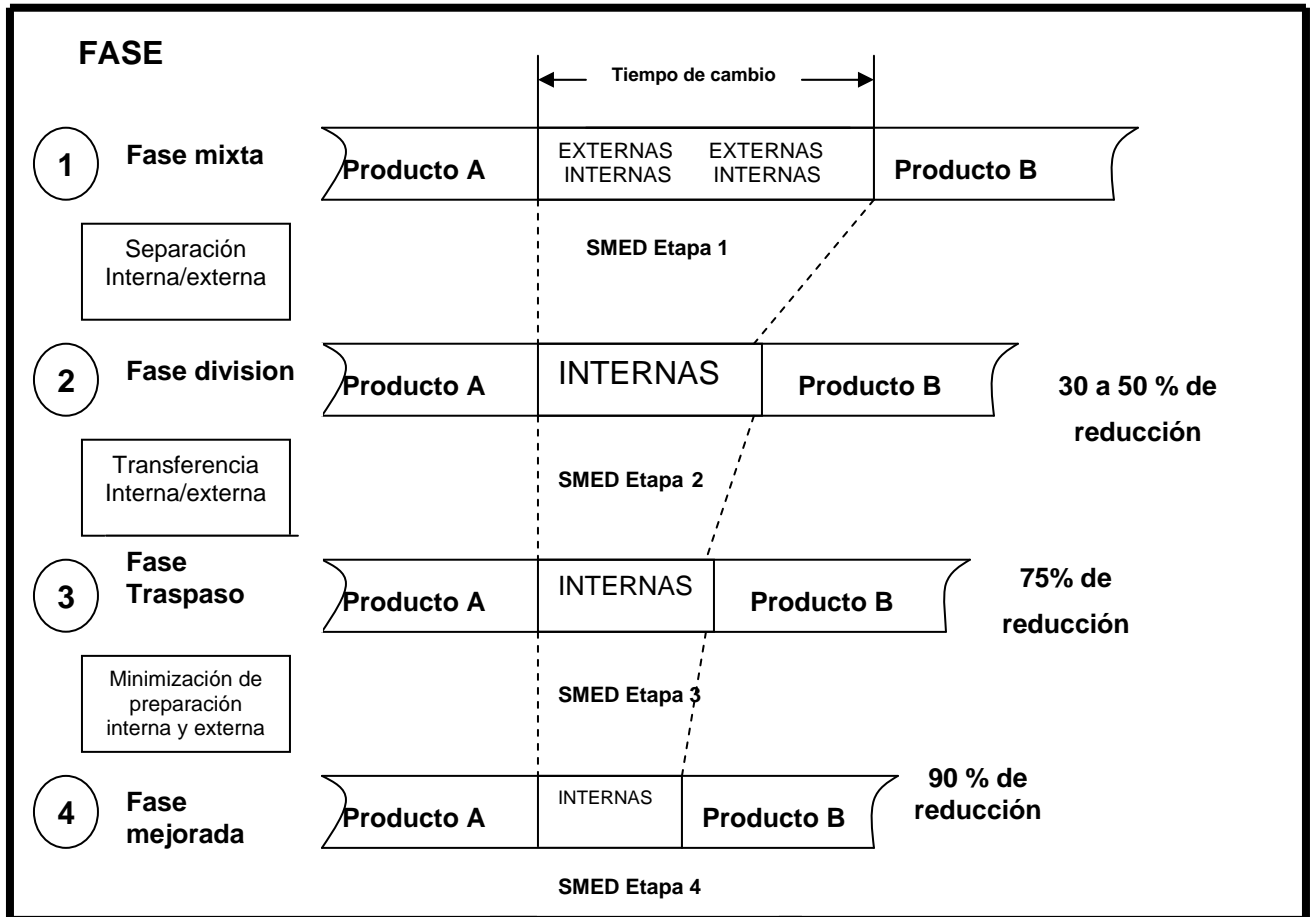 FASE
Tiempo de cambio
1
Fase mixta
Producto A
EXTERNAS EXTERNAS
INTERNAS INTERNAS
Producto B
Separación
Interna/externa
SMED Etapa 1
2
Fase division
Producto A
INTERNAS
Producto B
30 a 50 % de
reducción
Transferencia
Interna/externa
SMED Etapa 2
3
Fase
Traspaso
Producto A
INTERNAS
Producto B
75% de
reducción
Minimización de
preparación
interna y externa
SMED Etapa 3
4
Fase
mejorada
Producto A
INTERNAS
Producto B
90 % de
reducción
SMED Etapa 4